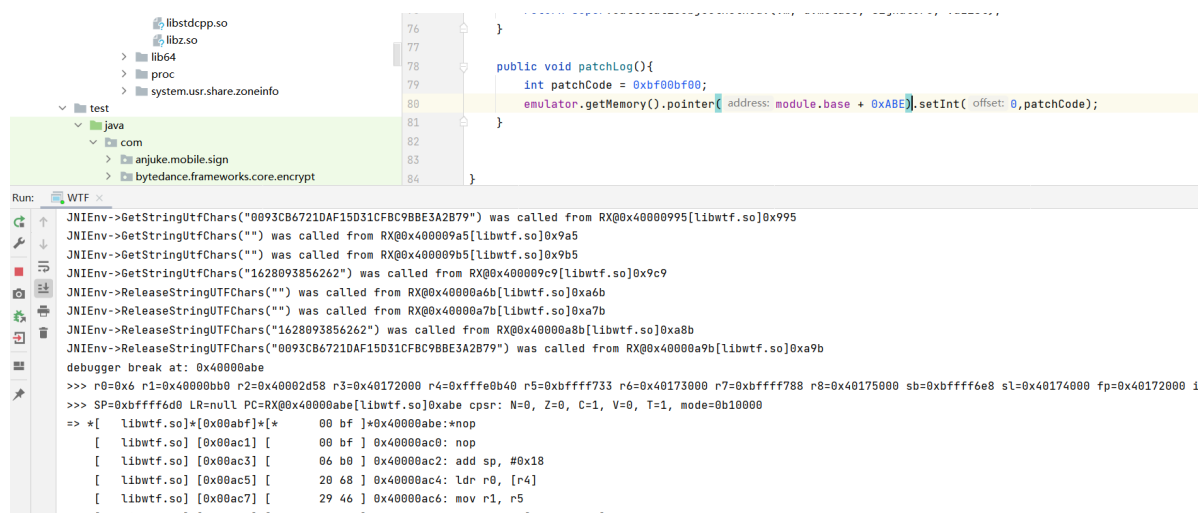 libstdcpp.so
libz.so
lib64
proc
system.usr.share.zoneinfo
test
java
com
anjuke.mobile.sign
bytedance.frameworks.core.encrypt
76 }
77
78 public void patchLog(){
79 int patchCode = 0xbf00bf00;
80 emulator.getMemory().pointer( address: module.base + 0xABE).setInt( offset: 0,patchCode);
81 }
82
83
84 }
Run: WTF ×
JNIEnv->GetStringUtfChars("0093CB6721DAF15D31CFBC9BBE3A2B79") was called from RX@0x40000995[libwtf.so]0x995
JNIEnv->GetStringUtfChars("") was called from RX@0x400009a5[libwtf.so]0x9a5
JNIEnv->GetStringUtfChars("") was called from RX@0x400009b5[libwtf.so]0x9b5
JNIEnv->GetStringUtfChars("1628093856262") was called from RX@0x400009c9[libwtf.so]0x9c9
JNIEnv->ReleaseStringUTFChars("") was called from RX@0x40000a6b[libwtf.so]0xa6b
JNIEnv->ReleaseStringUTFChars("") was called from RX@0x40000a7b[libwtf.so]0xa7b
JNIEnv->ReleaseStringUTFChars("1628093856262") was called from RX@0x40000a8b[libwtf.so]0xa8b
JNIEnv->ReleaseStringUTFChars("0093CB6721DAF15D31CFBC9BBE3A2B79") was called from RX@0x40000a9b[libwtf.so]0xa9b
debugger break at: 0x40000abe
>>> r0=0x6 r1=0x40000bb0 r2=0x40002d58 r3=0x40172000 r4=0xfffe0b40 r5=0xbffff733 r6=0x40173000 r7=0xbffff788 r8=0x40175000 sb=0xbffff6e8 sl=0x40174000 fp=0x40172000 i
>>> SP=0xbffff6d0 LR=null PC=RX@0x40000abe[libwtf.so]0xabe cpsr: N=0, Z=0, C=1, V=0, T=1, mode=0b10000
=> *[ libwtf.so]*[0x00abf]*[* 00 bf ]*0x40000abe:*nop
[ libwtf.so] [0x00ac1] [ 00 bf ] 0x40000ac0: nop
[ libwtf.so] [0x00ac3] [ 06 b0 ] 0x40000ac2: add sp, #0x18
[ libwtf.so] [0x00ac5] [ 20 68 ] 0x40000ac4: ldr r0, [r4]
[ libwtf.so] [0x00ac7] [ 29 46 ] 0x40000ac6: mov r1, r5